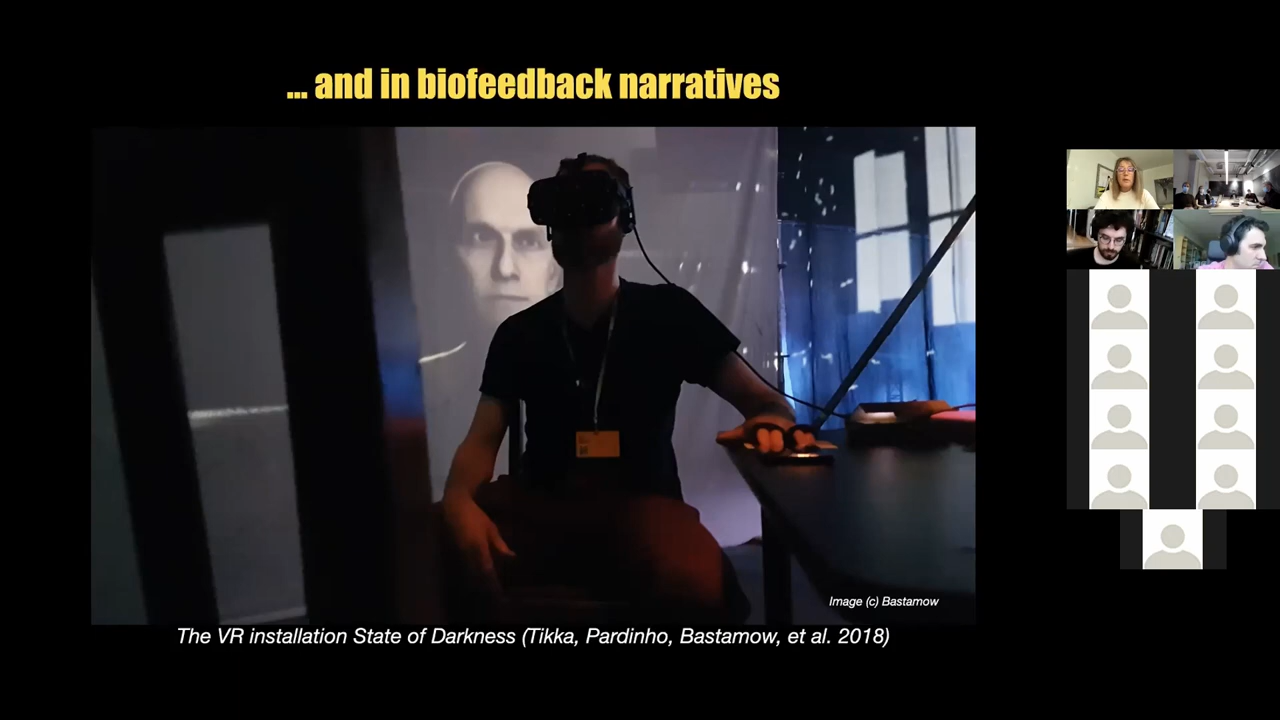 ... and in biofeedback narratives
Image (c) Bastamow
The VR installation State of Darkness (Tikka, Pardinho, Bastamow, et al. 2018)